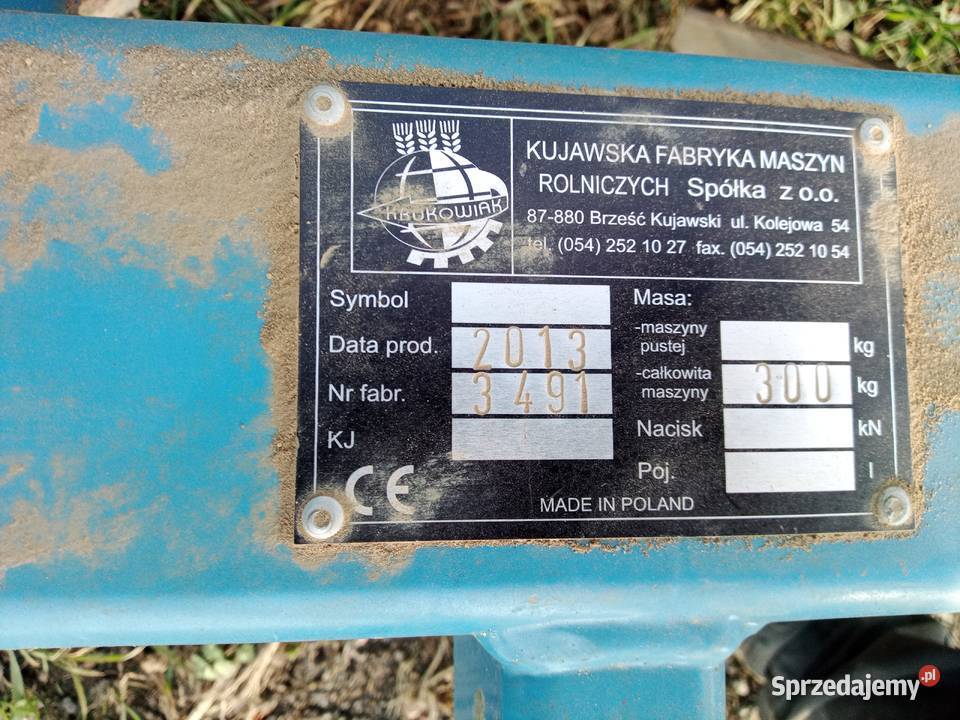 KRUKOWIAK
KUJAWSKA FABRYKA MASZYN
ROLNICZYCH Spółka z o.o.
87-880 Brześć Kujawski ul. Kolejowa 54
tel. (054) 252 10 27 fax. (054) 252 10 54
Symbol
Data prod. 2013
Nr fabr. 3491
KJ
CE
Masa:
-maszyny
pustej kg
-całkowita
maszyny 300 kg
Nacisk kN
Poj. l
MADE IN POLAND
Sprzedajemy.pl